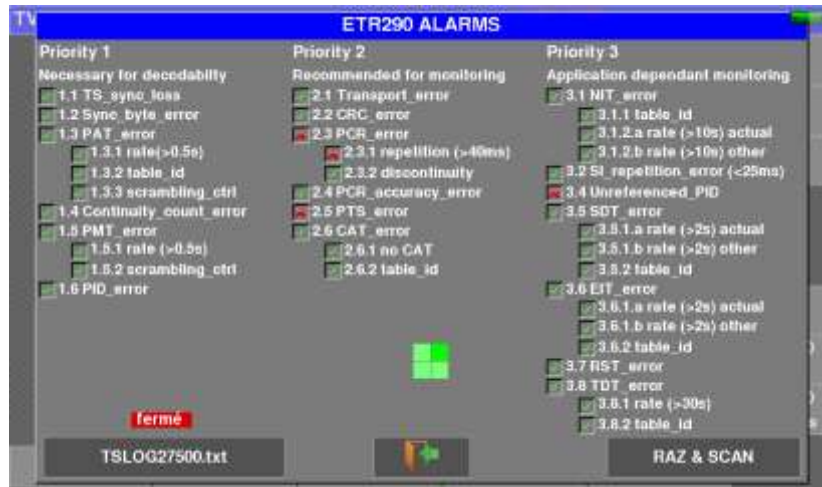 TV
ETR290 ALARMS
Priority 1
Necessary for decodabilty
1.1 TS_sync_loss
1.2 Sync_byte_error
1.3 PAT_error
1.3.1 rate(>0.5s)
1.3.2 table_id
1.3.3 scrambling_ctrl
1.4 Continuity_count_error
1.5 PMT_error
1.5.1 rate (>0.5s)
1.5.2 scrambling_ctrl
1.6 PID_error
Priority 2
Recommended for monitoring
2.1 Transport_error
2.2 CRC_error
2.3 PCR_error
2.3.1 repetition (>40ms)
2.3.2 discontinuity
2.4 PCR_accuracy_error
2.5 PTS_error
2.6 CAT_error
2.6.1 no CAT
2.6.2 table_id
Priority 3
Application dependant monitoring
3.1 NIT_error
3.1.1 table_id
3.1.2.a rate (>10s) actual
3.1.2.b rate (>10s) other
3.2 SI_repetition_error (<25ms)
3.4 Unreferenced_PID
3.5 SDT_error
3.5.1.a rate (>2s) actual
3.5.1.b rate (>2s) other
3.5.2 table_id
3.6 EIT_error
3.6.1.a rate (>2s) actual
3.6.1.b rate (>2s) other
3.6.2 table_id
3.7 RST_error
3.8 TDT_error
3.8.1 rate (>30s)
3.8.2 table_id
fermé
TSLOG27500.txt
RAZ & SCAN